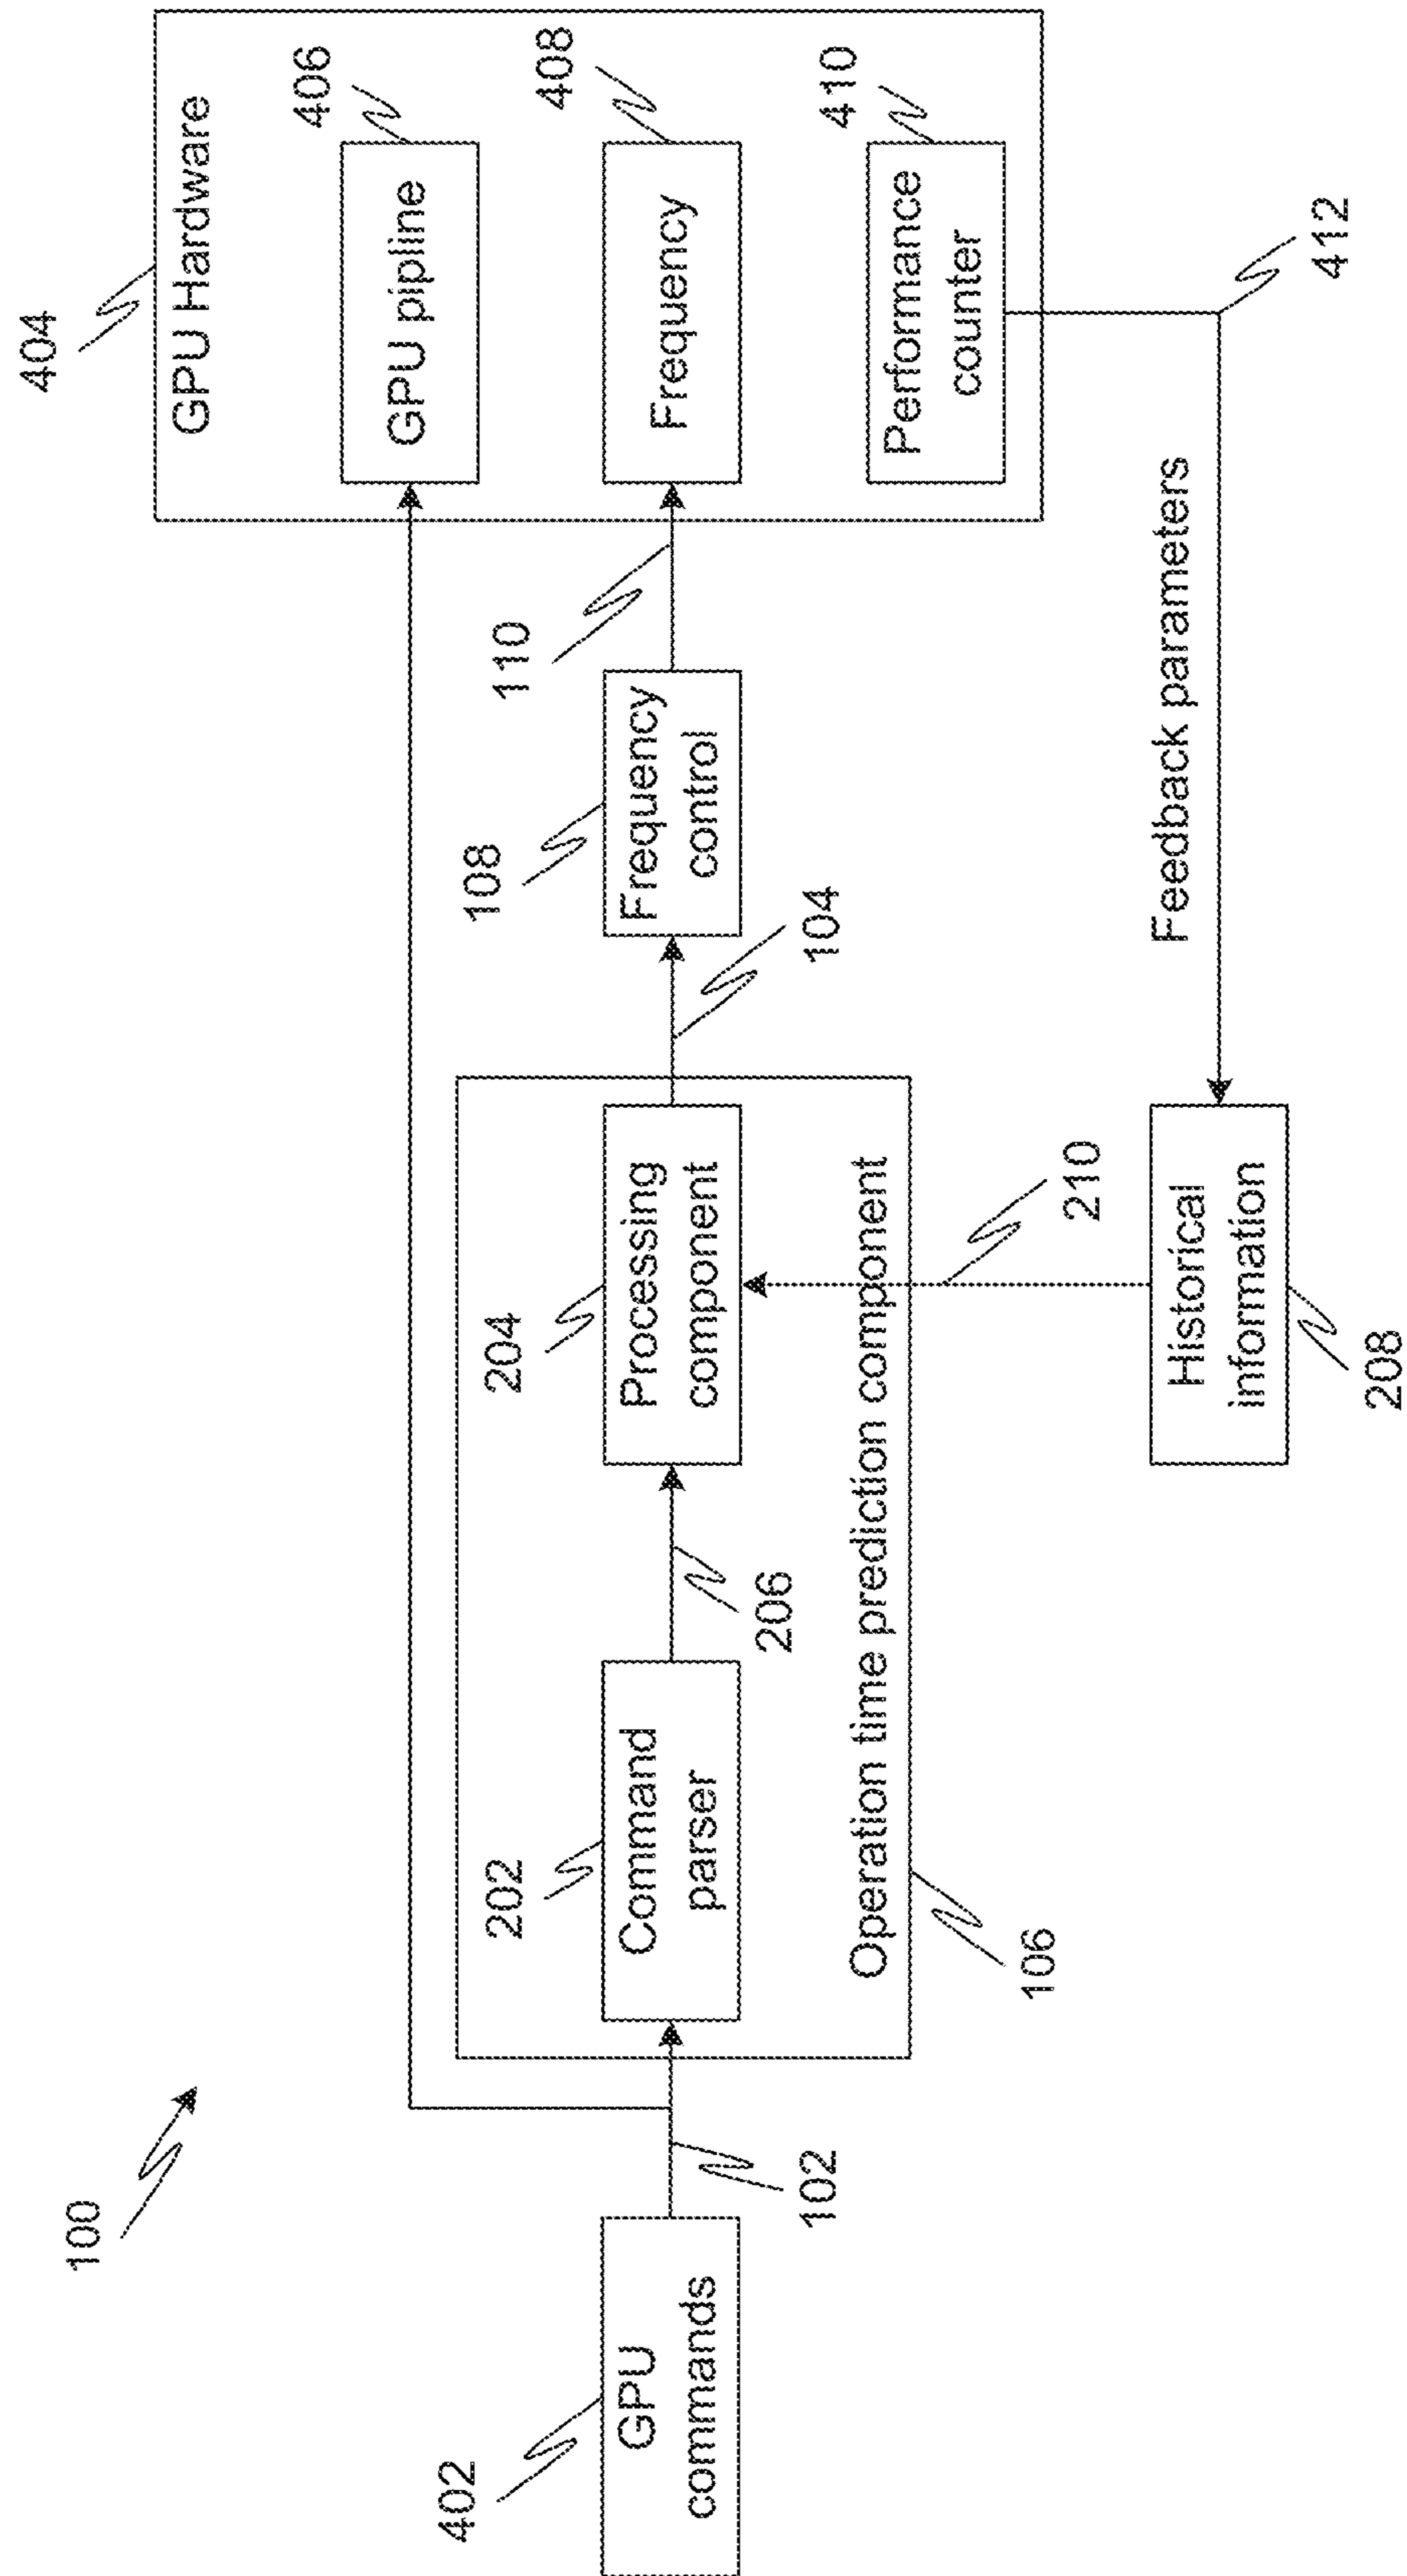 100
404
GPU Hardware
406
GPU pipline
408
Frequency
410
Performance
counter
412
Feedback parameters
110
108
Frequency
control
104
204
Processing
component
206
202
Command
parser
Operation time prediction component
106
210
Historical
information
208
102
402
GPU
commands